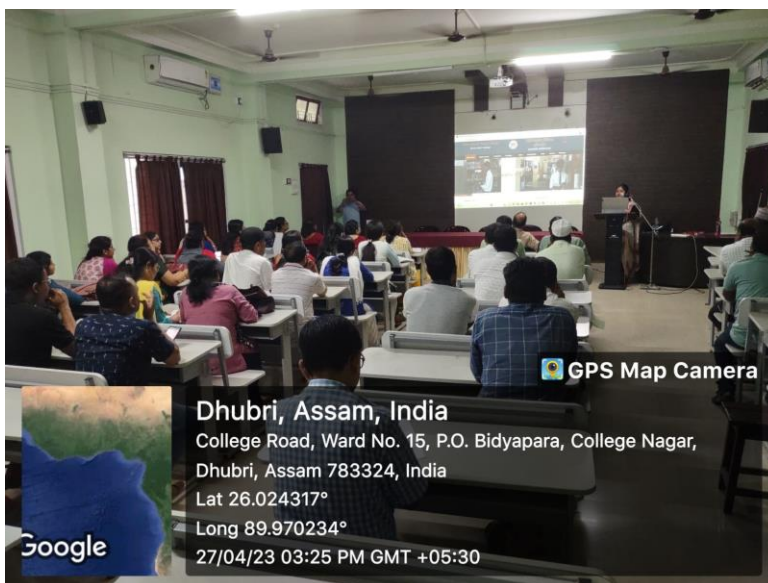 GPS Map Camera
Dhubri, Assam, India
College Road, Ward No. 15, P.O. Bidyapara, College Nagar,
Dhubri, Assam 783324, India
Lat 26.024317°
Long 89.970234°
27/04/23 03:25 PM GMT +05:30
Google